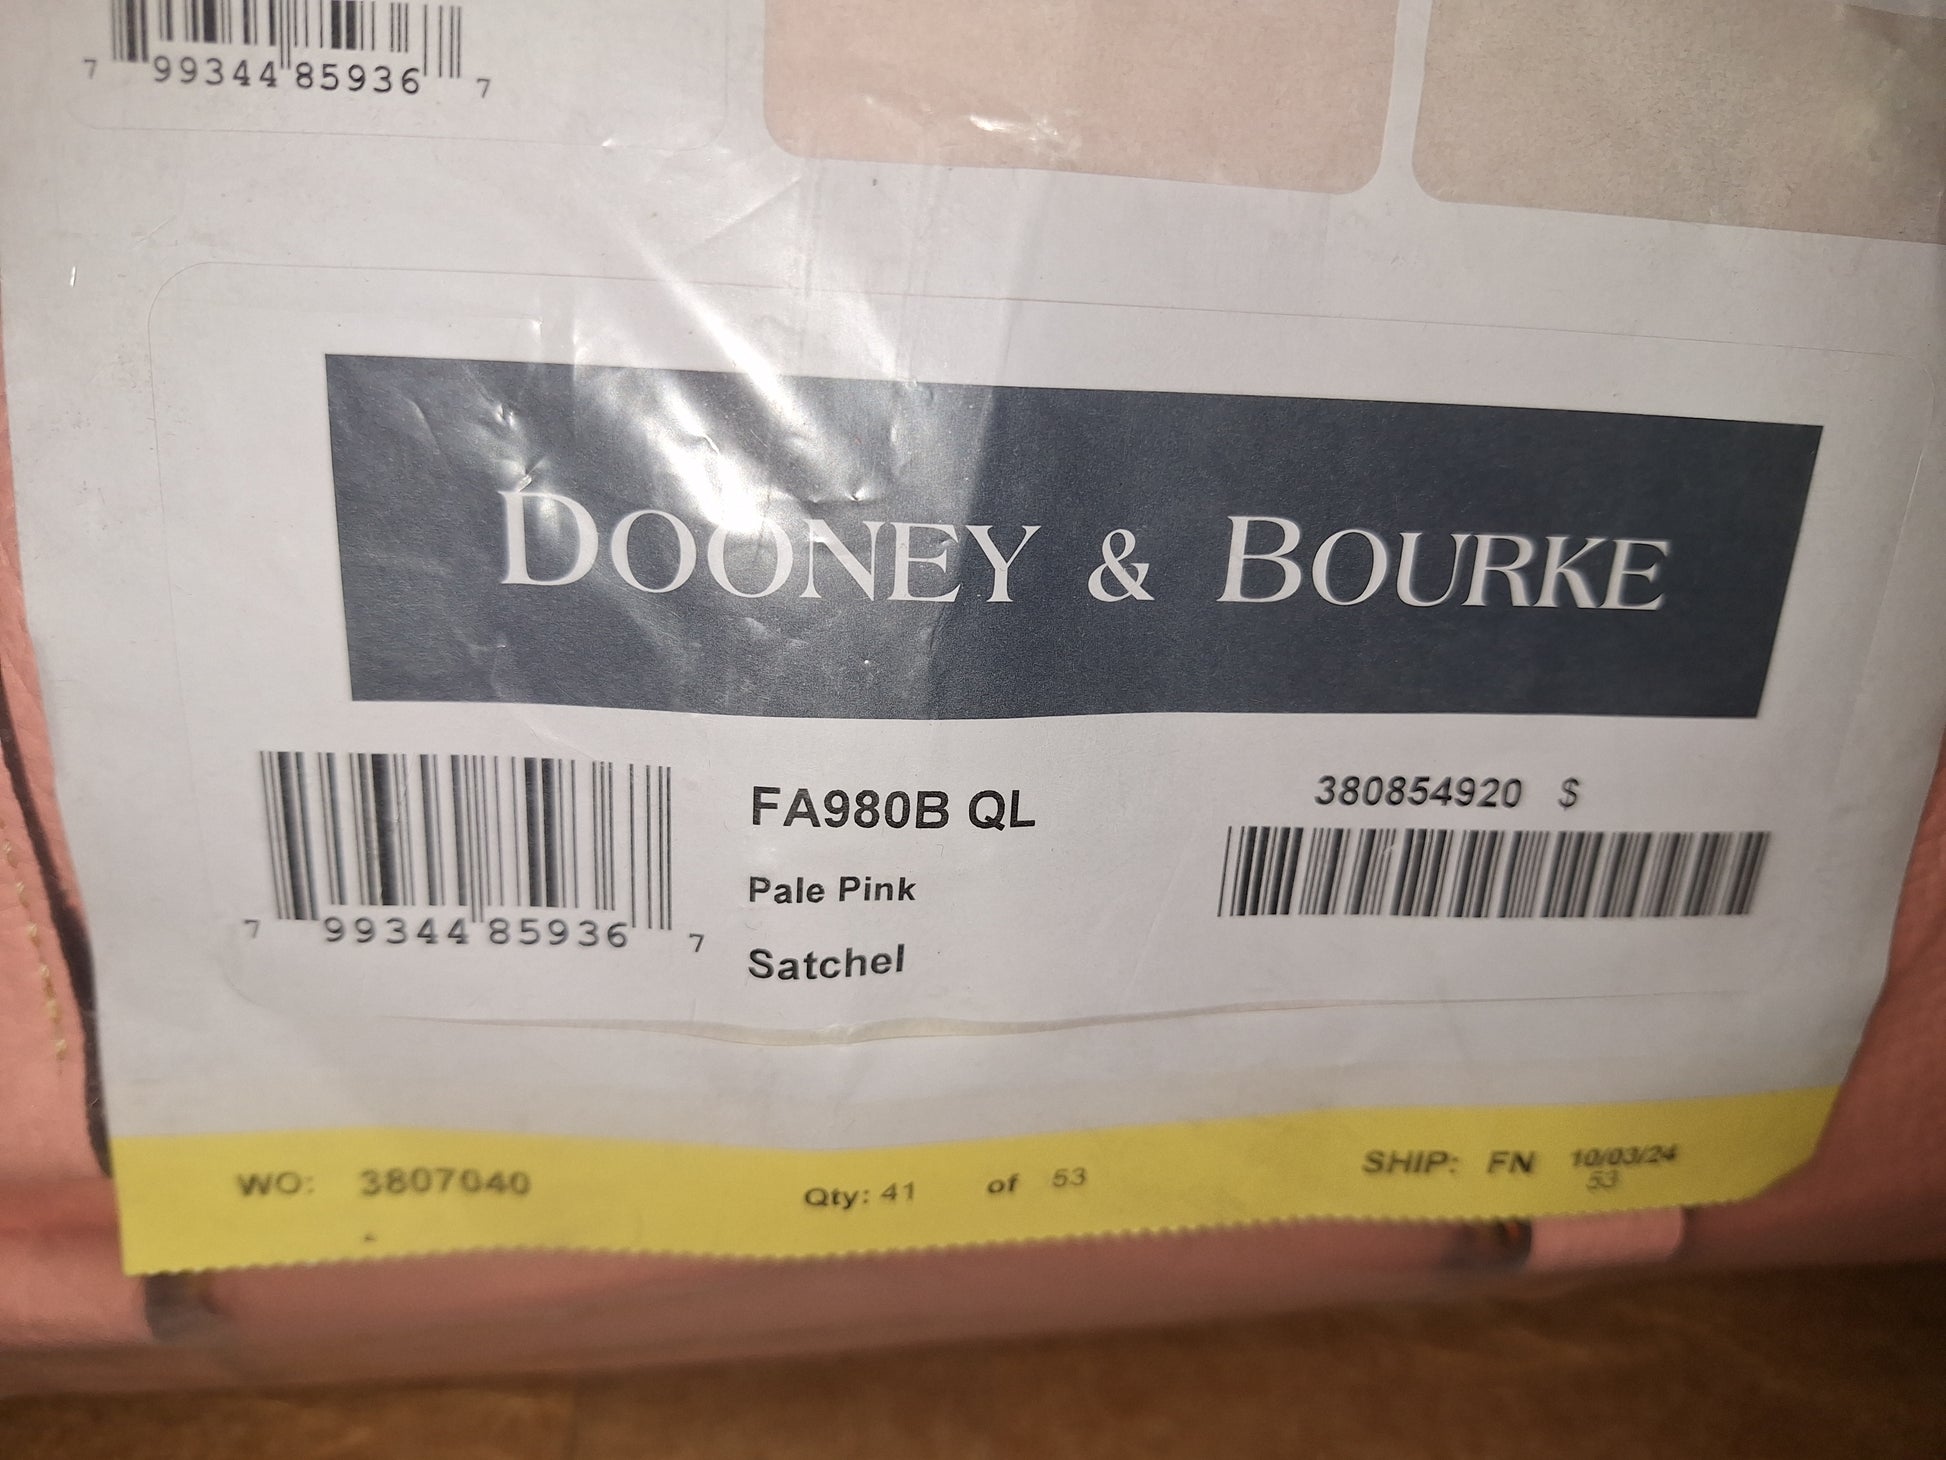 7 99344 85936 7
DOONEY & BOURKE
FA980B QL
Pale Pink
Satchel
380854920 $
7 99344 85936 7
WO: 3807040
Qty: 41 of 53
SHIP: FN 10/03/24
53